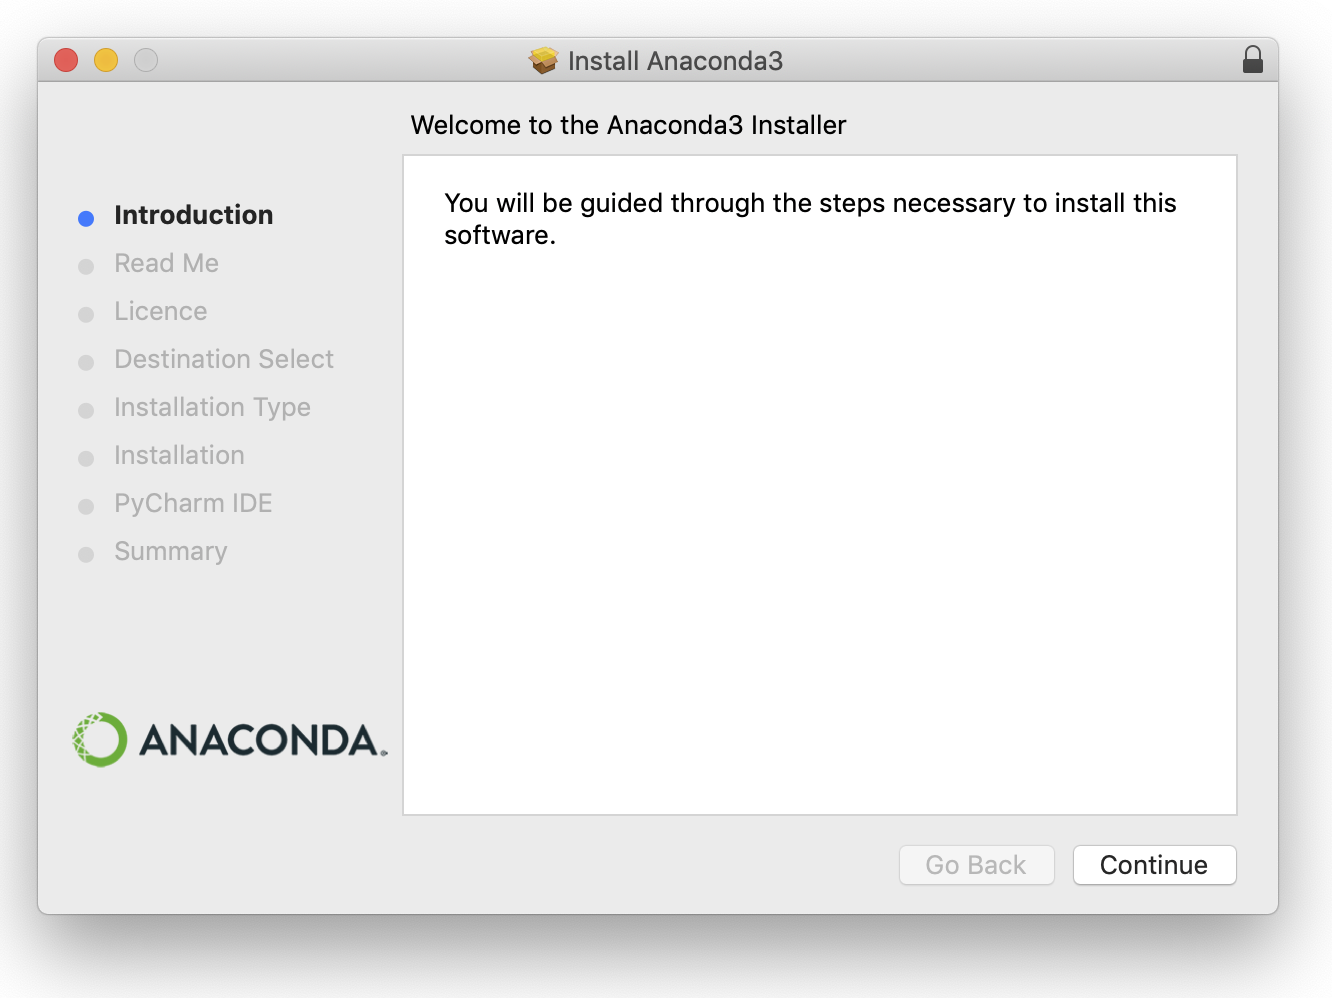 Install Anaconda3
Welcome to the Anaconda3 Installer
Introduction
Read Me
Licence
Destination Select
Installation Type
Installation
PyCharm IDE
Summary
You will be guided through the steps necessary to install this
software.
ANACONDA.
Go Back
Continue